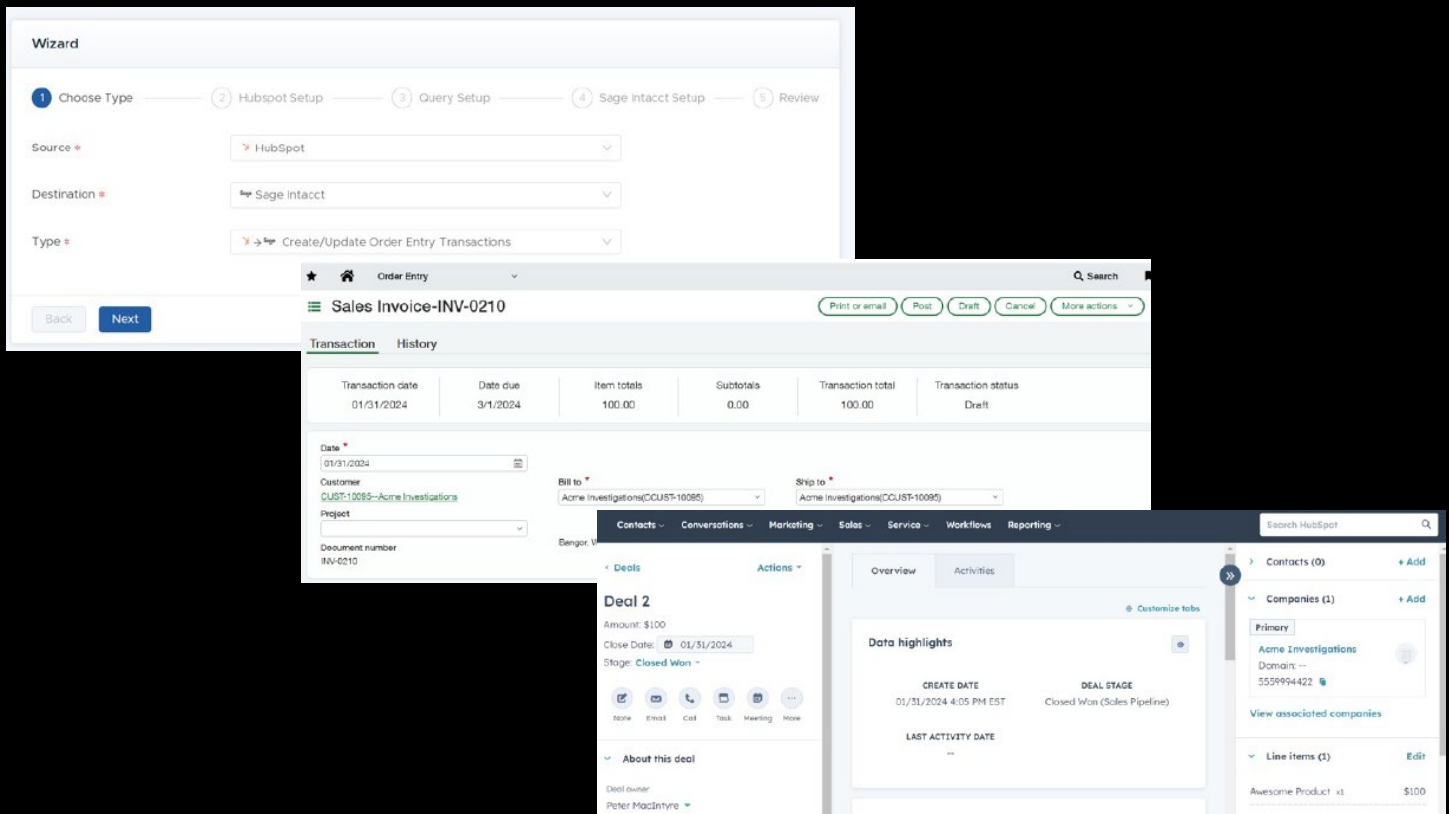 Wizard
1 Choose Type 2 Hubspot Setup 3 Query Setup 4 Sage Intacct Setup 5 Review
Source * HubSpot
Destination * Sage Intacct
Type * Create/Update Order Entry Transactions
Back Next
Order Entry Search
Sales Invoice-INV-0210 Print or email Post Draft Cancel More actions
Transaction History
Transaction date Date due Item totals Subtotals Transaction total Transaction status
01/31/2024 3/1/2024 100.00 0.00 100.00 Draft
Date *
01/31/2024
Customer Bill to * Ship to *
CUST-10095--Acme Investigations Acme Investigations(CCUST-10095) Acme Investigations(CCUST-10095)
Project
Document number
INV-0210
Contacts Conversations Marketing Sales Service Workflows Reporting Search HubSpot
< Deals Actions Overview Activities Contacts (0) + Add
Deal 2 Customize tabs Companies (1) + Add
Amount: $100
Close Date: 01/31/2024
Stage: Closed Won
Data highlights
CREATE DATE DEAL STAGE
01/31/2024 4:05 PM EST Closed Won (Sales Pipeline)
LAST ACTIVITY DATE
--
Primary
Acme Investigations
Domain: --
5559994422
View associated companies
Email Call Task Meeting More
About this deal
Deal owner
Peter MacIntyre
Line items (1) Edit
Awesome Product x1 $100